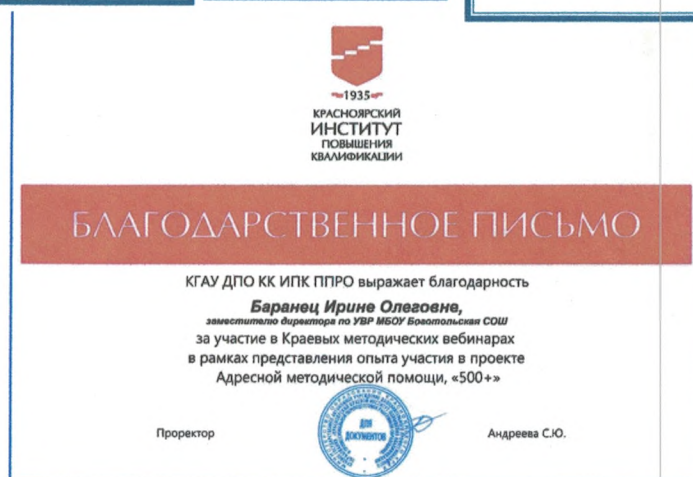 1935
КРАСНОЯРСКИЙ
ИНСТИТУТ
ПОВЫШЕНИЯ
КВАЛИФИКАЦИИ
БЛАГОДАРСТВЕННОЕ ПИСЬМО
КГАУ ДПО КК ИПК ППРО выражает благодарность
Баранец Ирине Олеговне,
заместителю директора по УВР МБОУ Боготольская СОШ
за участие в Краевых методических вебинарах
в рамках представления опыта участия в проекте
Адресной методической помощи, «500+»
ДЛЯ
ДОКУМЕНТОВ
Проректор
Андреева С.Ю.